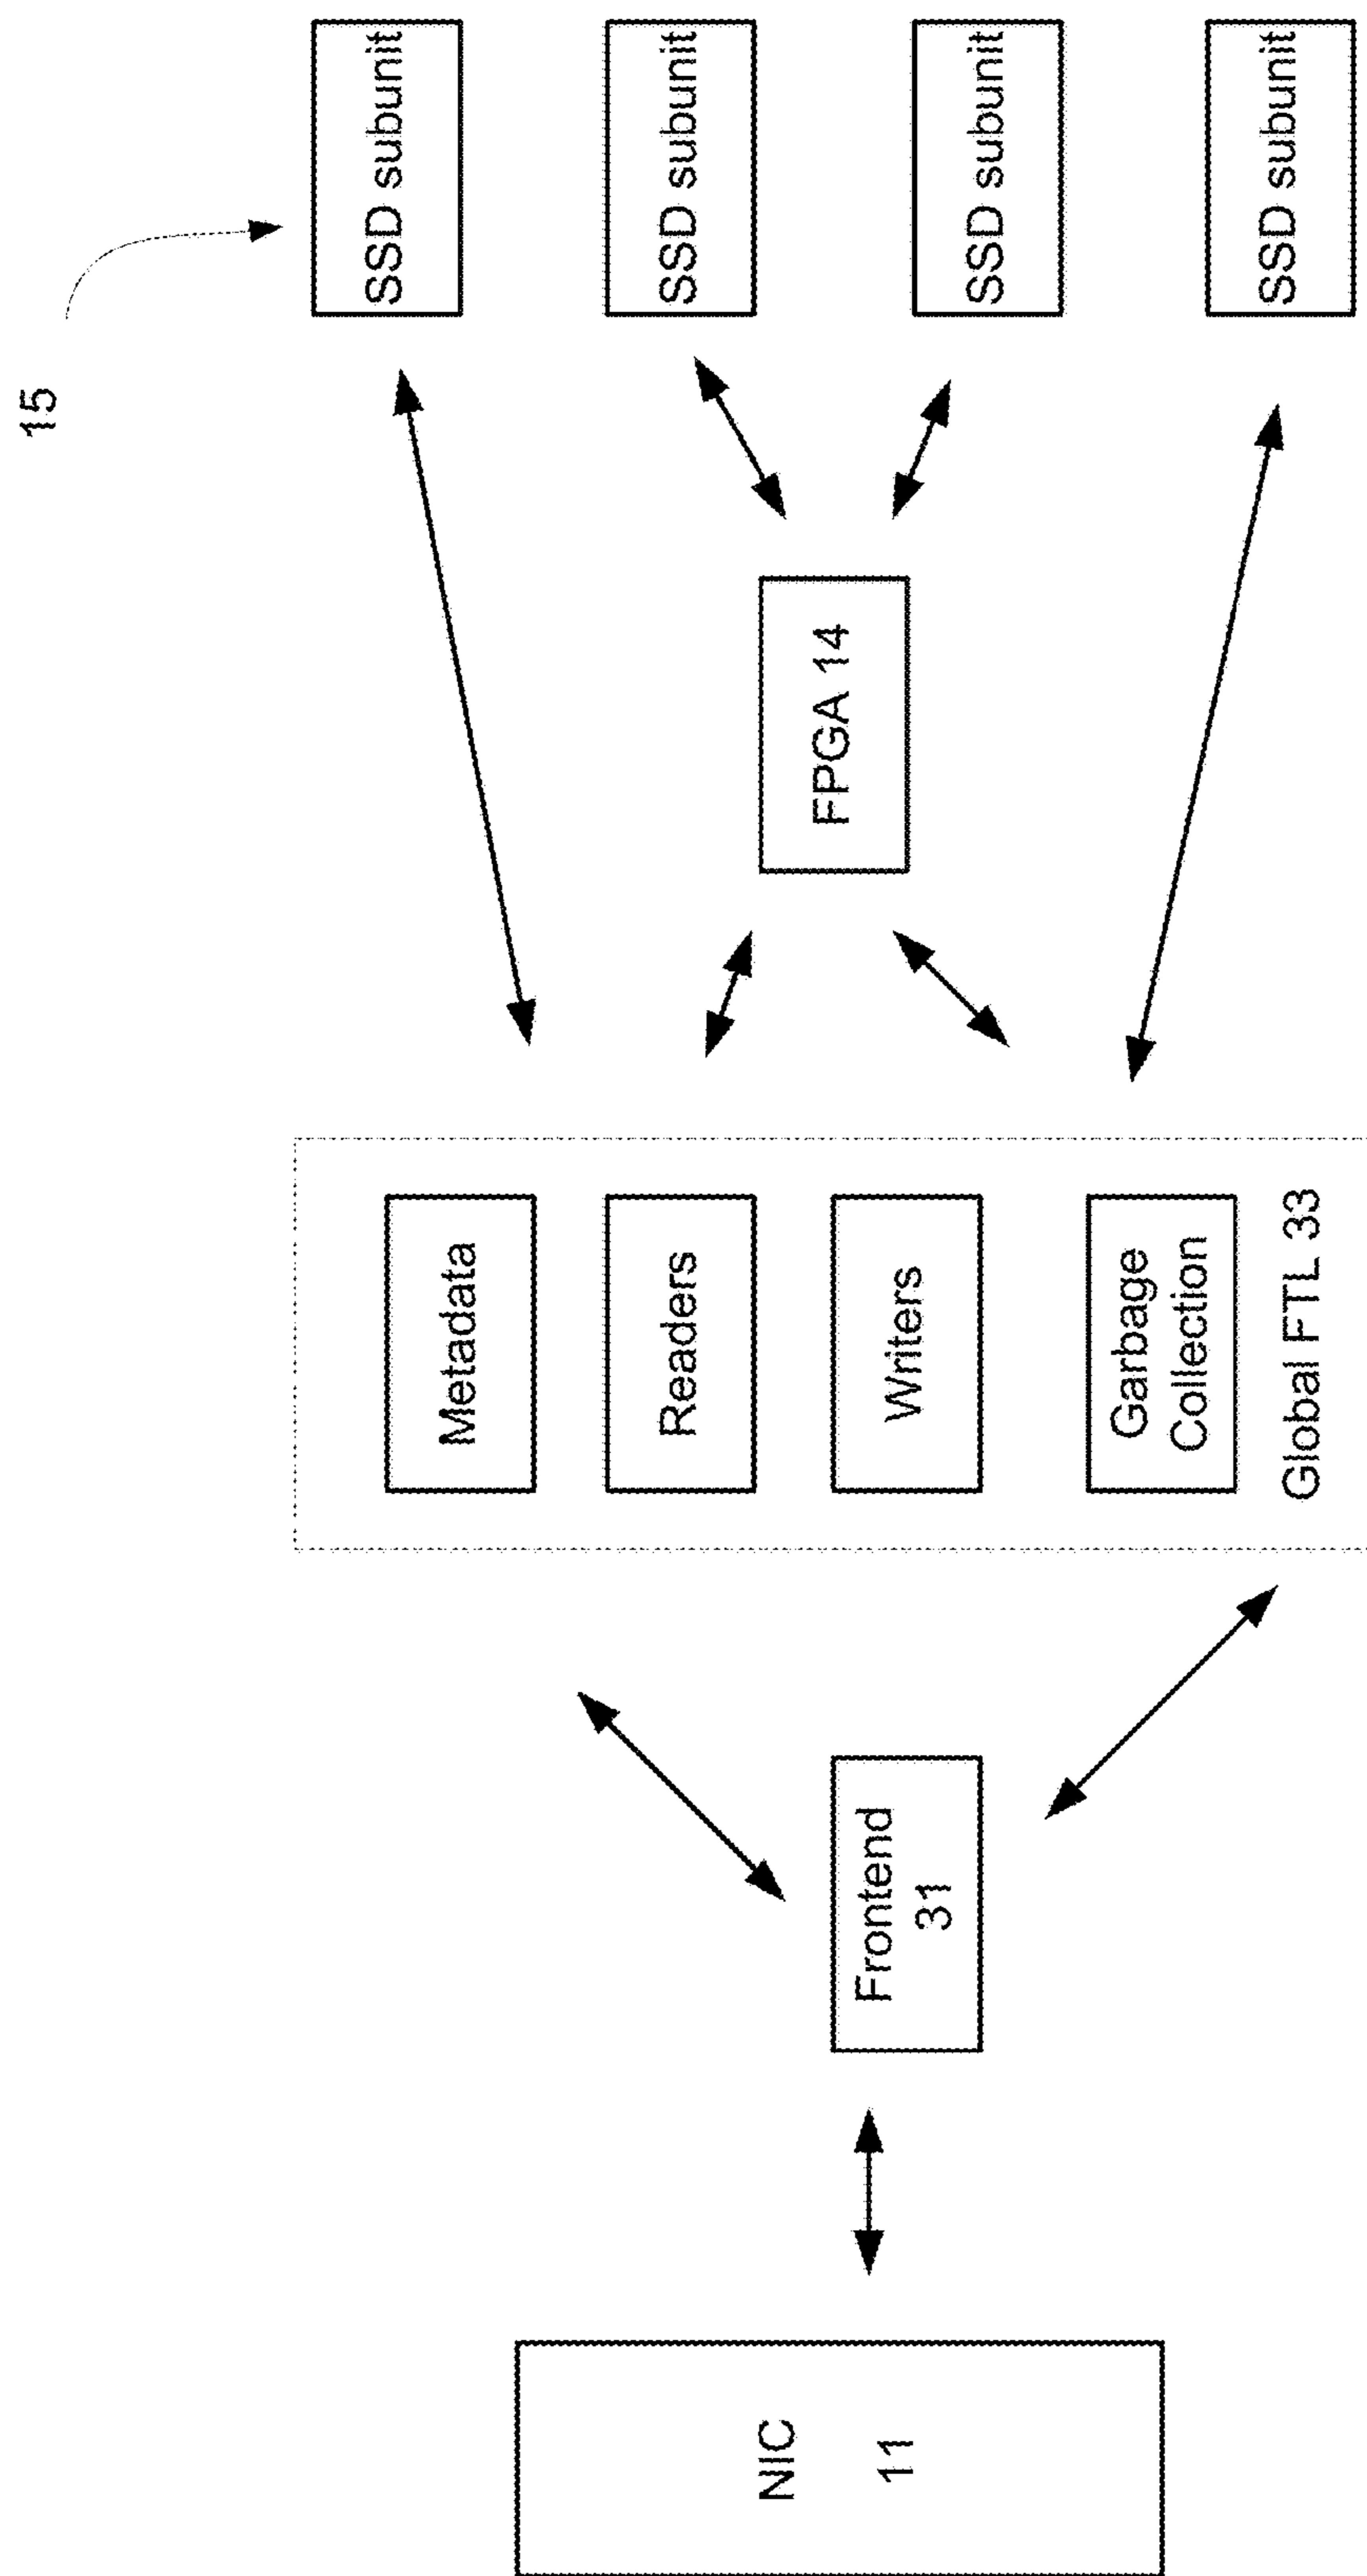 NIC
11
Frontend
31
Metadata
Readers
Writers
Garbage
Collection
Global FTL 33
FPGA 14
15
SSD subunit
SSD subunit
SSD subunit
SSD subunit